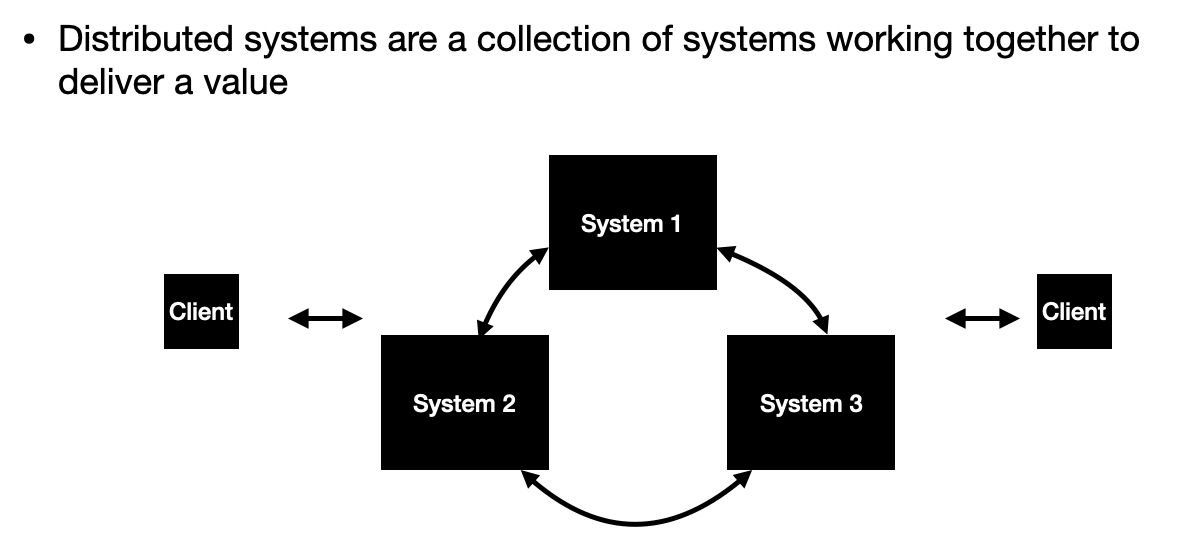 • Distributed systems are a collection of systems working together to
deliver a value
System 1
Client
Client
System 2
System 3